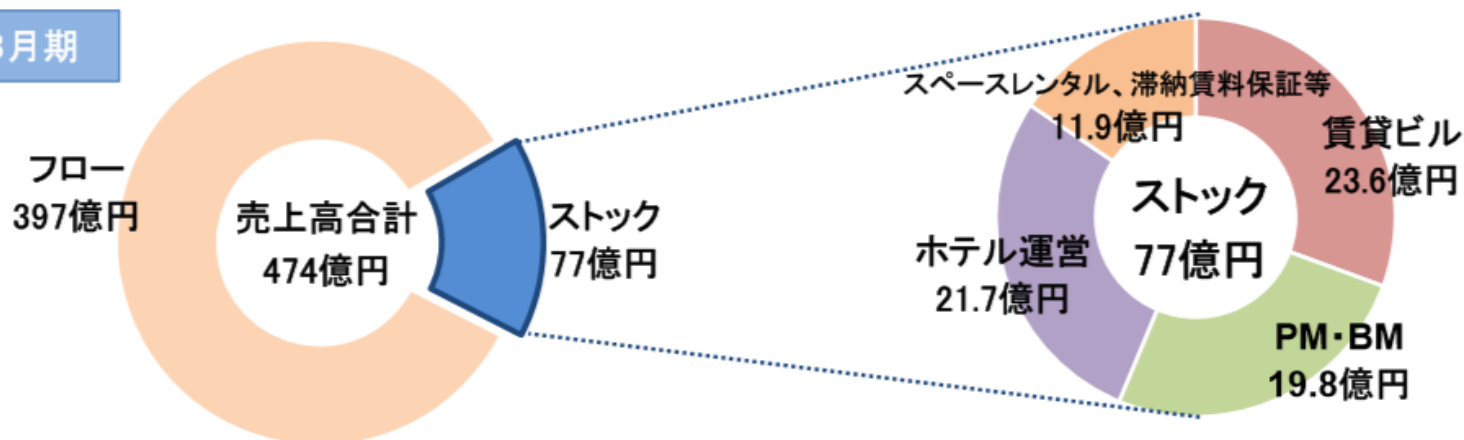 3月期
フロー
397億円
売上高合計
474億円
ストック
77億円
スペースレンタル、滞納賃料保証等
11.9億円
賃貸ビル
23.6億円
ストック
77億円
ホテル運営
21.7億円
PM・BM
19.8億円